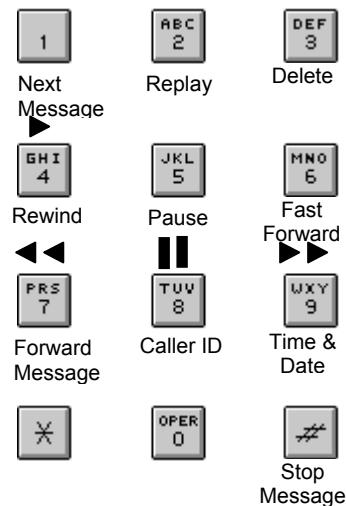 1
ABC
2
DEF
3
Next
Message
Replay
Delete
GHI
4
JKL
5
MNO
6
Rewind
Pause
Fast
Forward
PRS
7
TUV
8
WXY
9
Forward
Message
Caller ID
Time &
Date
*
OPER
0
#
Stop
Message